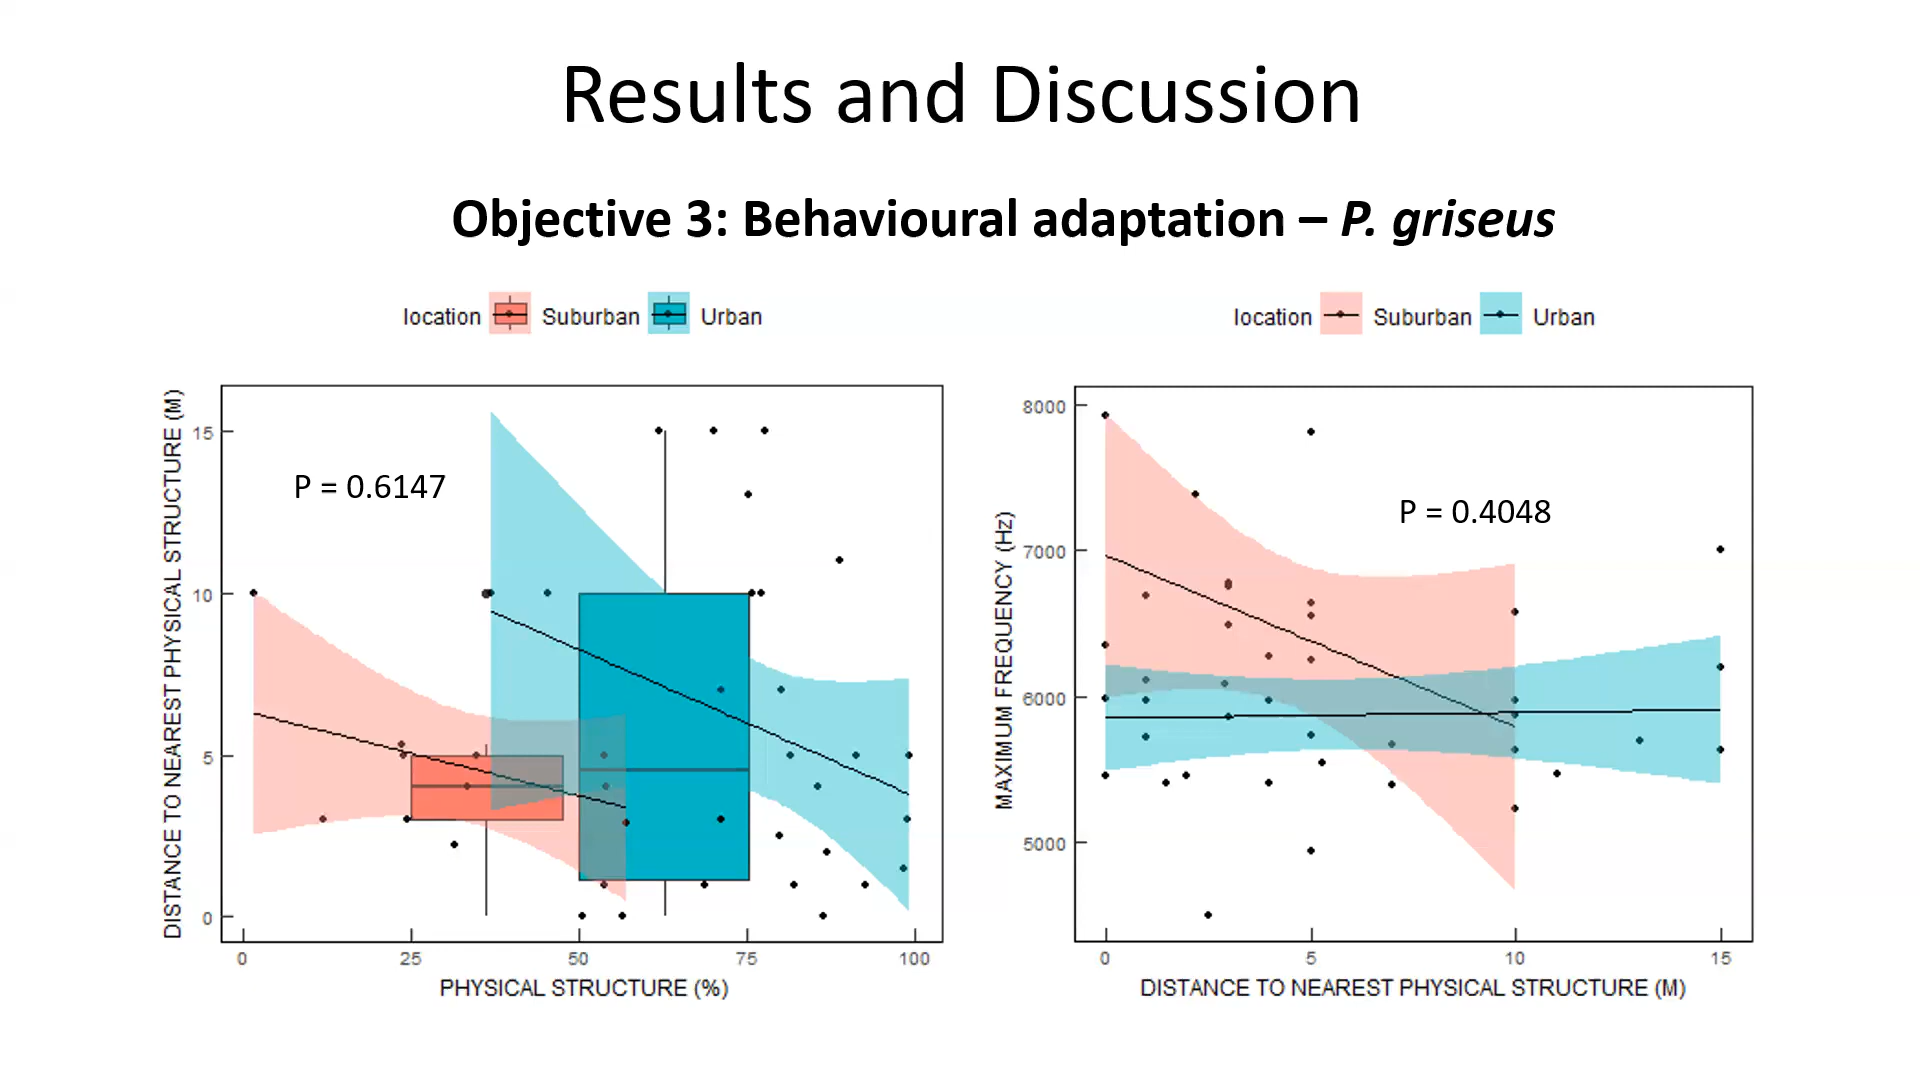 Results and Discussion
Objective 3: Behavioural adaptation – P. griseus
location Suburban Urban
DISTANCE TO NEAREST PHYSICAL STRUCTURE (M)
15
10
5
0
P = 0.6147
0 25 50 75 100
PHYSICAL STRUCTURE (%)
location Suburban Urban
MAXIMUM FREQUENCY (Hz)
8000
7000
6000
5000
P = 0.4048
0 5 10 15
DISTANCE TO NEAREST PHYSICAL STRUCTURE (M)